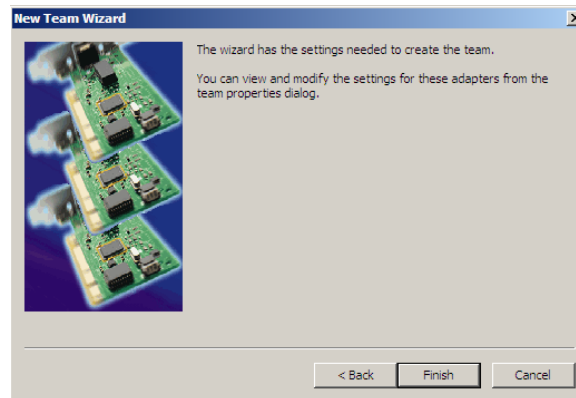 New Team Wizard
The wizard has the settings needed to create the team.
You can view and modify the settings for these adapters from the
team properties dialog.
< Back
Finish
Cancel